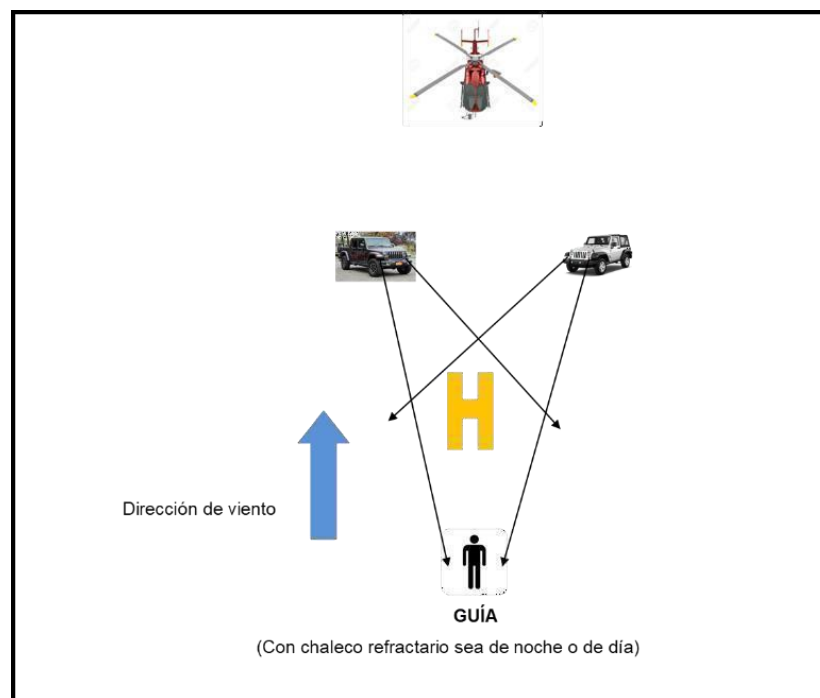 H
Dirección de viento
GUÍA
(Con chaleco refractario sea de noche o de día)